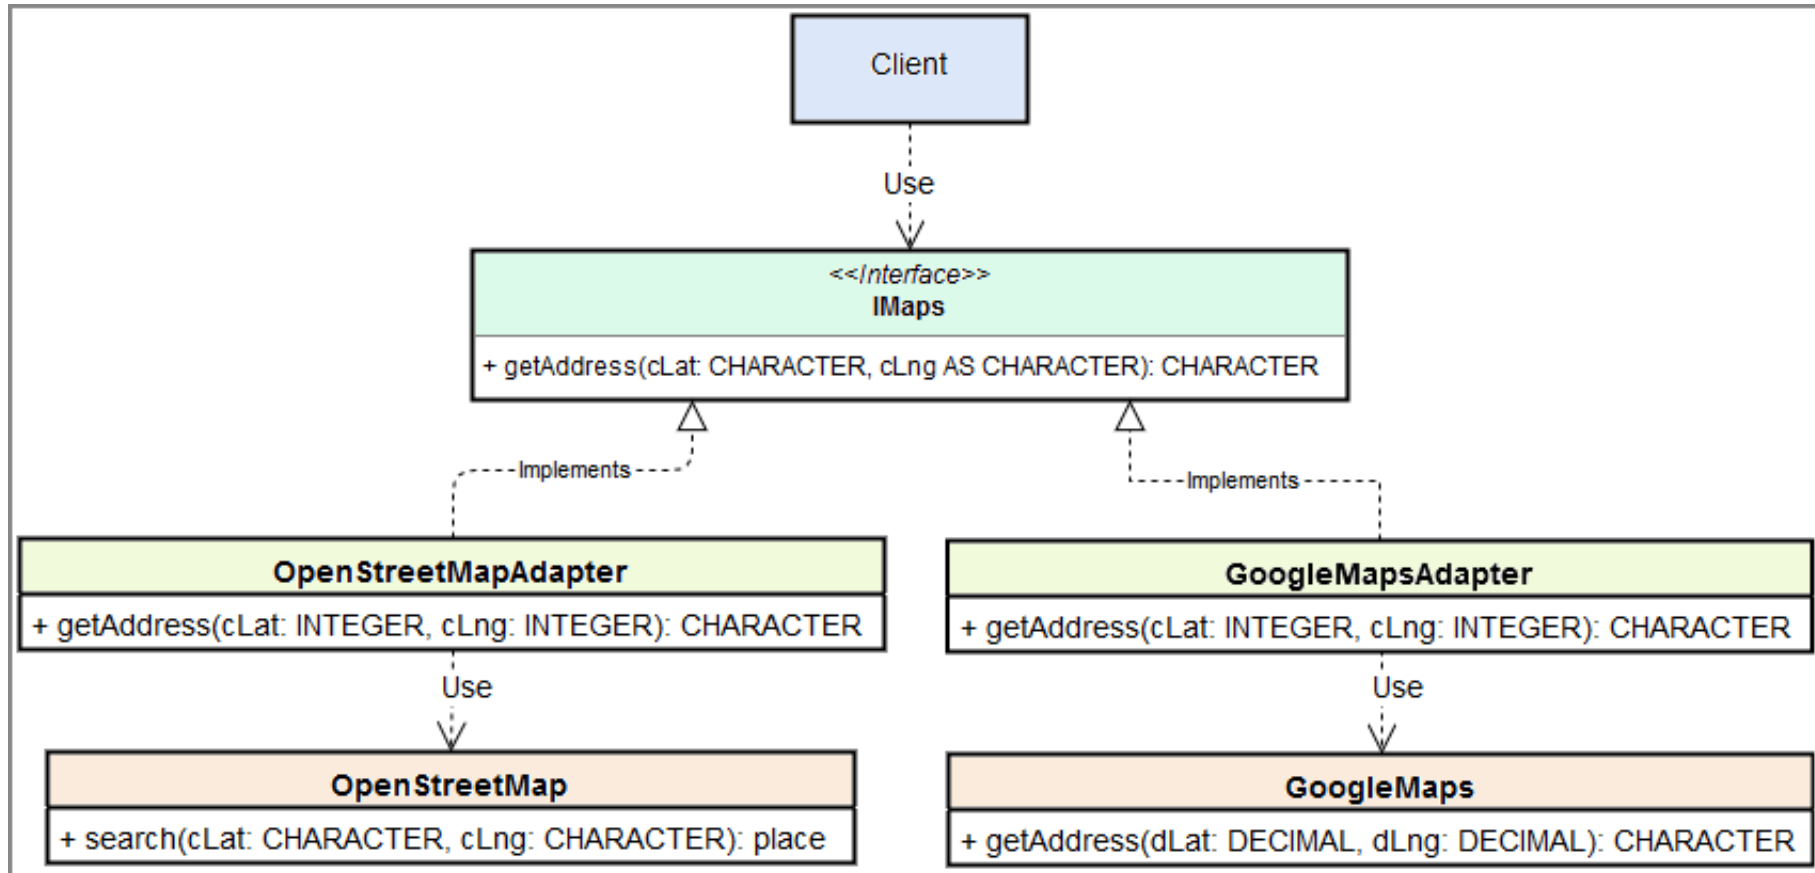 Client
Use
<<Interface>>
IMaps
+ getAddress(cLat: CHARACTER, cLng AS CHARACTER): CHARACTER
Implements
Implements
OpenStreetMapAdapter
+ getAddress(cLat: INTEGER, cLng: INTEGER): CHARACTER
GoogleMapsAdapter
+ getAddress(cLat: INTEGER, cLng: INTEGER): CHARACTER
Use
Use
OpenStreetMap
+ search(cLat: CHARACTER, cLng: CHARACTER): place
GoogleMaps
+ getAddress(dLat: DECIMAL, dLng: DECIMAL): CHARACTER